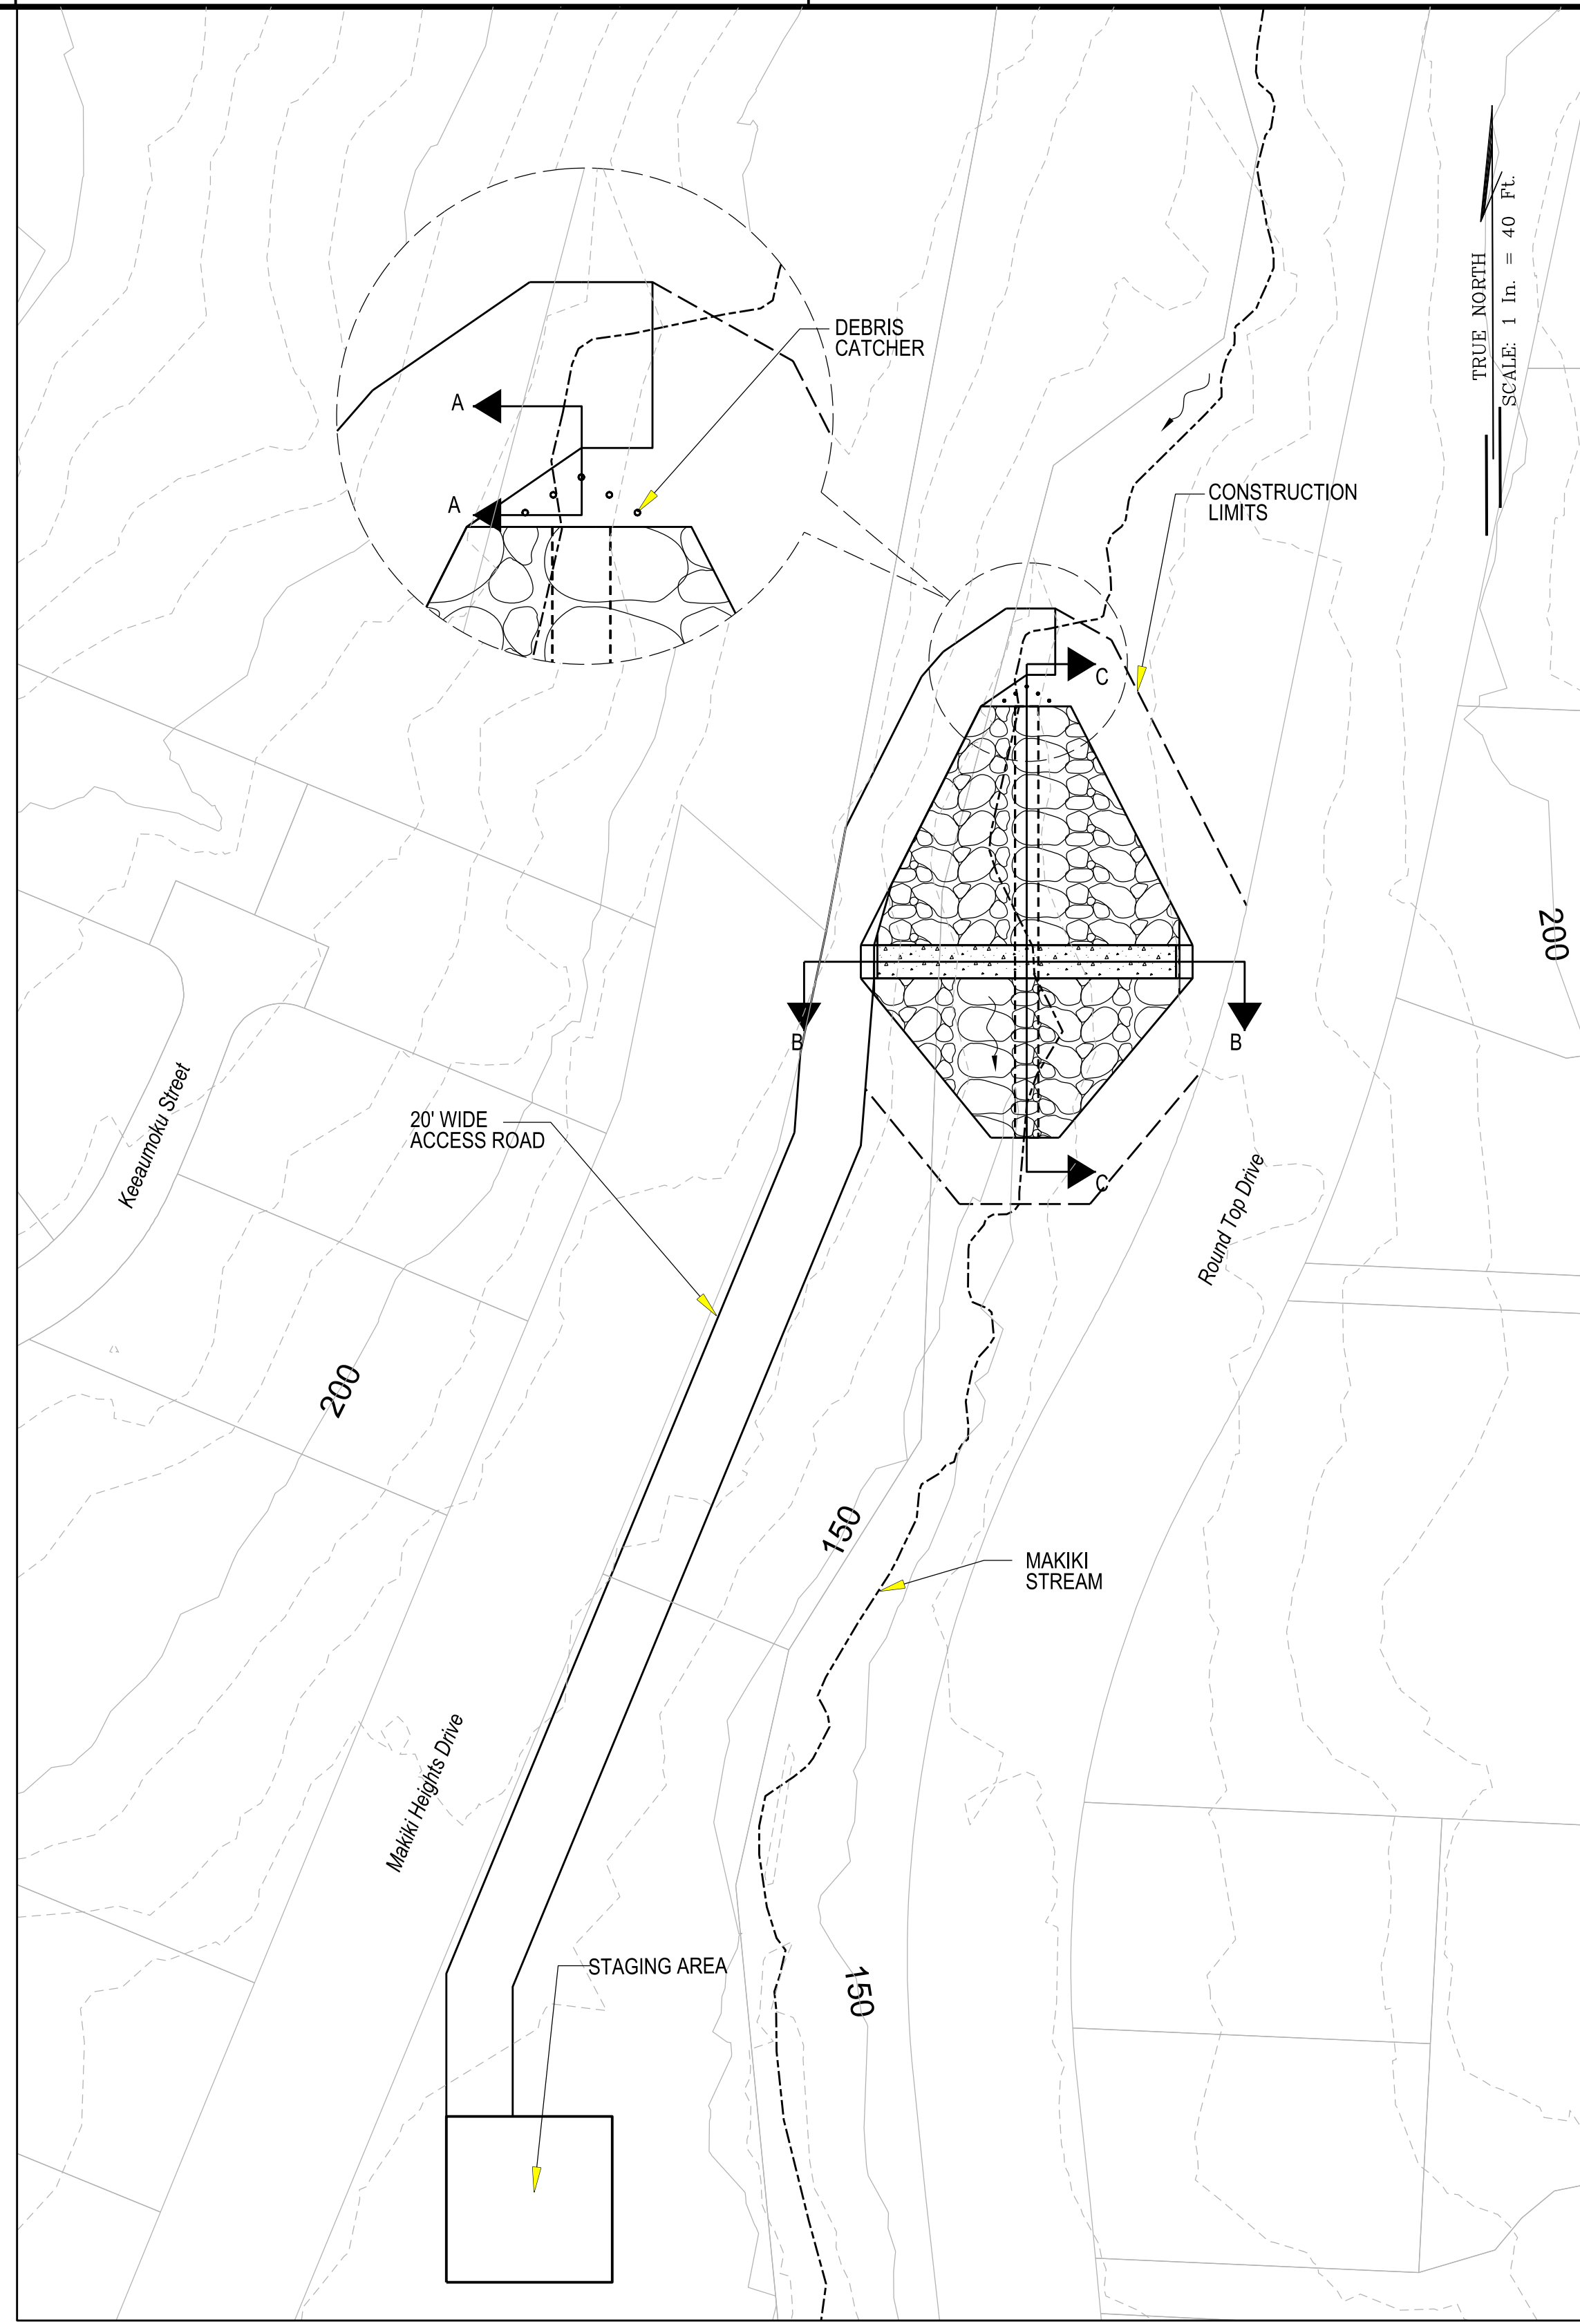 TRUE NORTH
SCALE: 1 In. = 40 Ft.
DEBRIS
CATCHER
A
A
CONSTRUCTION
LIMITS
C
200
B
B
Keeaumoku Street
20' WIDE
ACCESS ROAD
C
Round Top Drive
200
150
MAKIKI
STREAM
Makiki Heights Drive
STAGING AREA
150